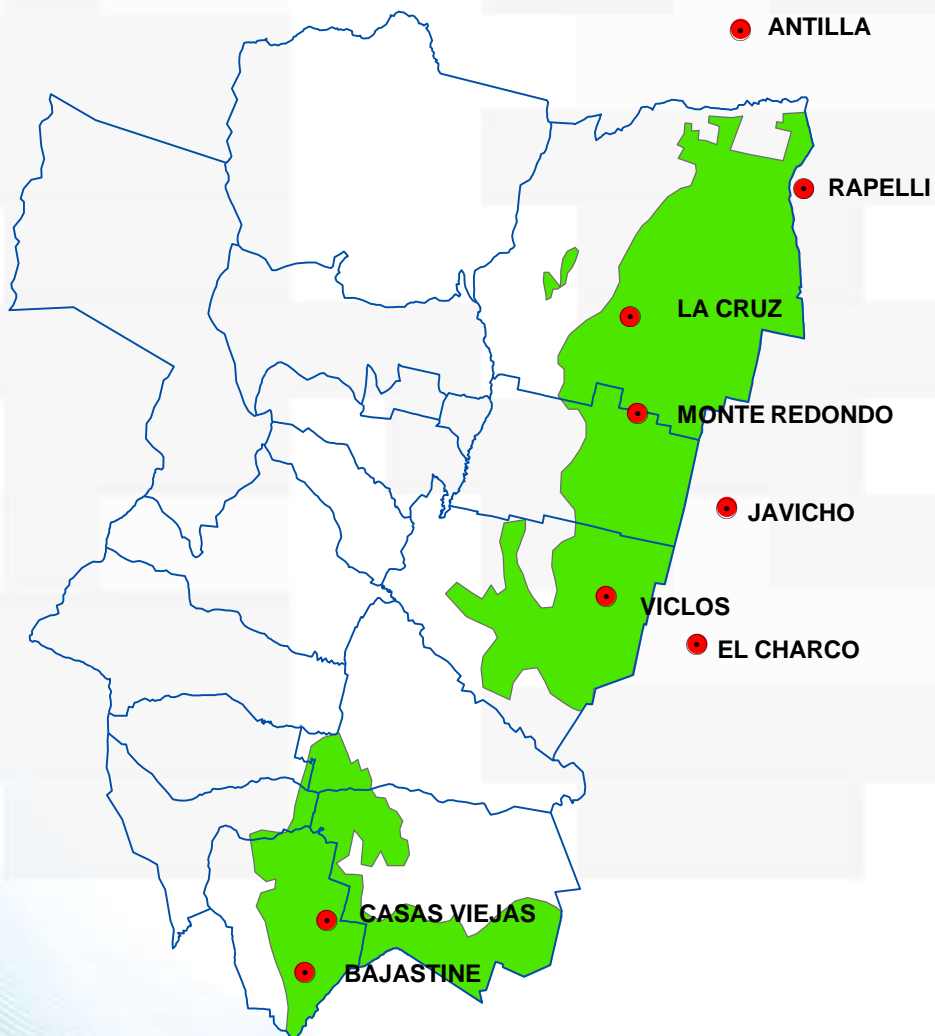 ANTILLA
RAPELLI
LA CRUZ
MONTE REDONDO
JAVICHO
VICLOS
EL CHARCO
CASAS VIEJAS
BAJASTINE